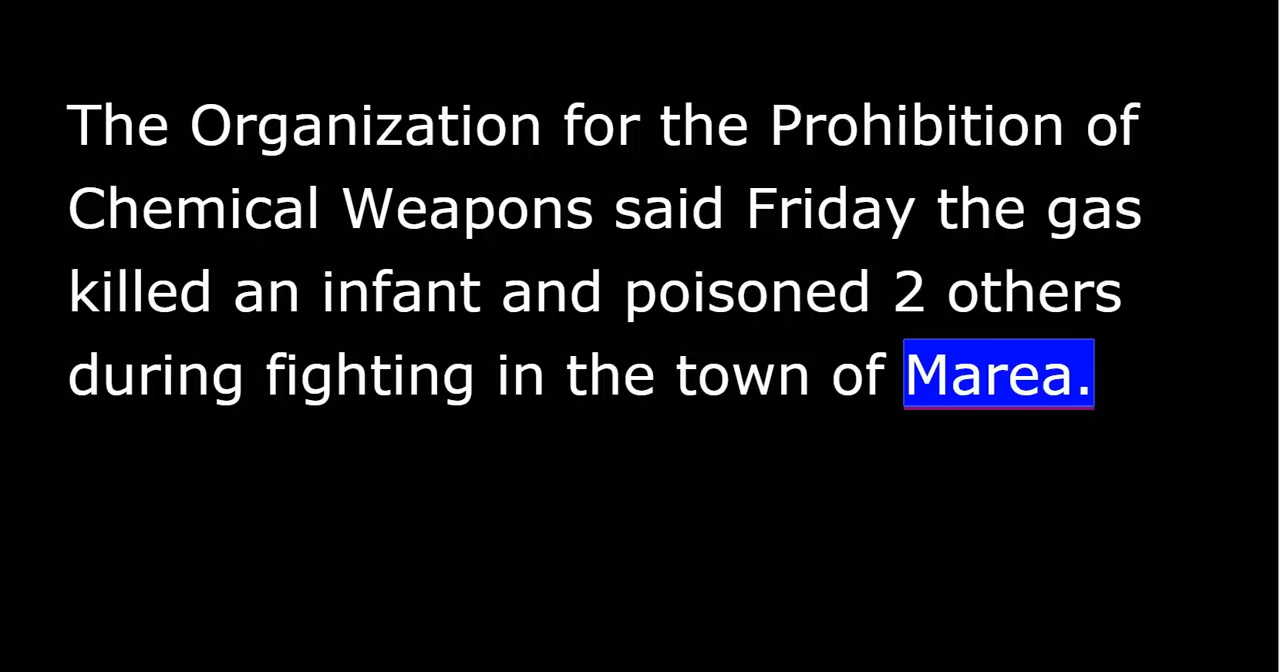 The Organization for the Prohibition of
Chemical Weapons said Friday the gas
killed an infant and poisoned 2 others
during fighting in the town of Marea.